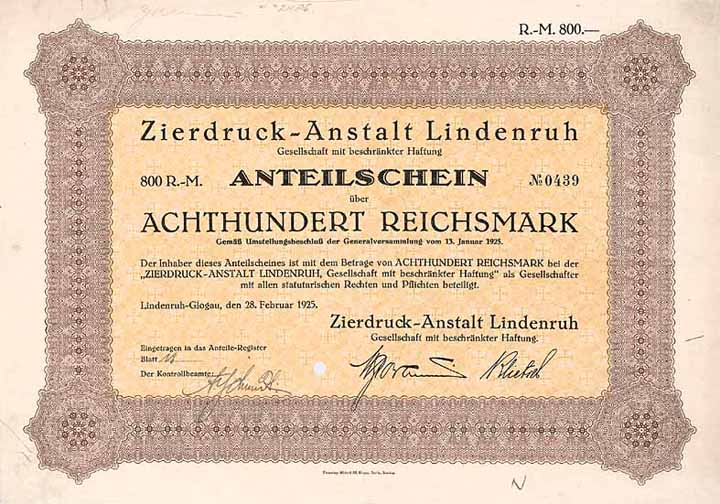 R.-M. 800.—
Zierdruck-Anstalt Lindenruh
Gesellschaft mit beschränkter Haftung
800 R.-M. ANTEILSCHEIN № 0439
über
ACHTHUNDERT REICHSMARK
Gemäß Umstellungsbeschluß der Generalversammlung vom 13. Januar 1925.
Der Inhaber dieses Anteilscheines ist mit dem Betrage von ACHTHUNDERT REICHSMARK bei der
„ZIERDRUCK-ANSTALT LINDENRUH, Gesellschaft mit beschränkter Haftung" als Gesellschafter
mit allen statutarischen Rechten und Pflichten beteiligt.
Lindenruh-Glogau, den 28. Februar 1925.
Zierdruck-Anstalt Lindenruh
Gesellschaft mit beschränkter Haftung.
Eingetragen in das Anteile-Register
Blatt
Der Kontrollbeamte: